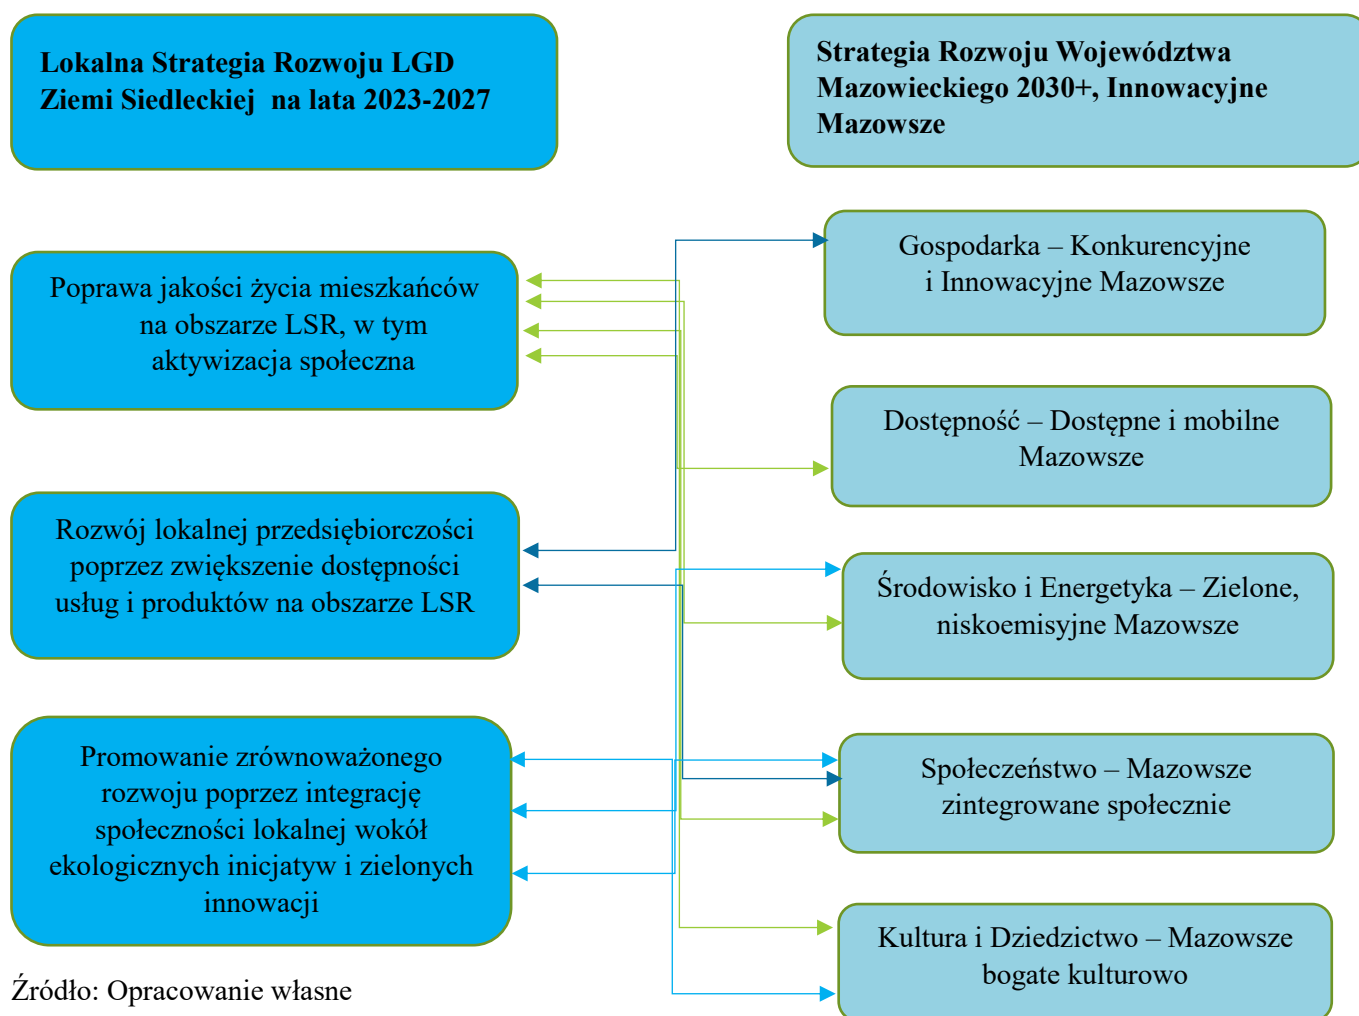 Lokalna Strategia Rozwoju LGD
Ziemi Siedleckiej na lata 2023-2027
Strategia Rozwoju Województwa
Mazowieckiego 2030+, Innowacyjne
Mazowsze
Poprawa jakości życia mieszkańców
na obszarze LSR, w tym
aktywizacja społeczna
Rozwój lokalnej przedsiębiorczości
poprzez zwiększenie dostępności
usług i produktów na obszarze LSR
Promowanie zrównoważonego
rozwoju poprzez integrację
społeczności lokalnej wokół
ekologicznych inicjatyw i zielonych
innowacji
Gospodarka – Konkurencyjne
i Innowacyjne Mazowsze
Dostępność – Dostępne i mobilne
Mazowsze
Środowisko i Energetyka – Zielone,
niskoemisyjne Mazowsze
Społeczeństwo – Mazowsze
zintegrowane społecznie
Kultura i Dziedzictwo – Mazowsze
bogate kulturowo
Źródło: Opracowanie własne